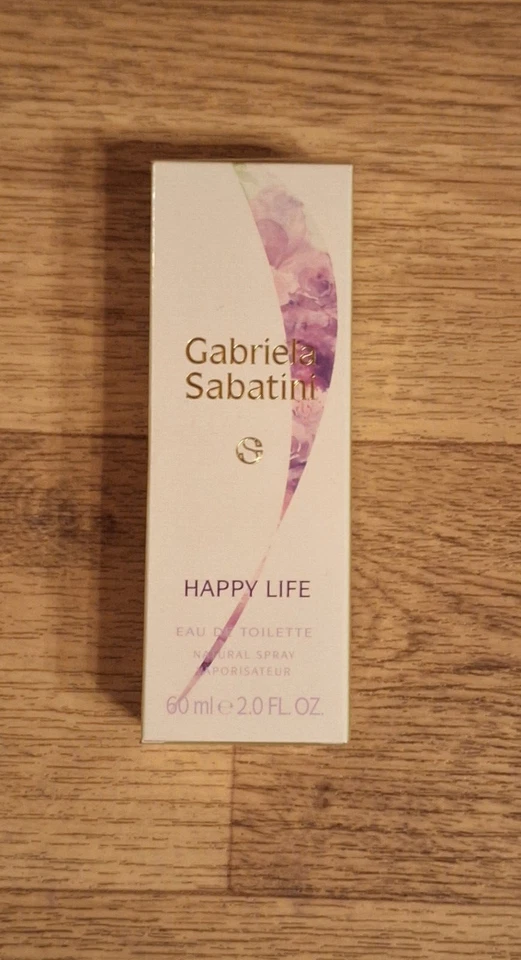 Gabriela
Sabatini
HAPPY LIFE
EAU DE TOILETTE
NATURAL SPRAY
VAPORISATEUR
60 ml ℮ 2.0 FL. OZ.